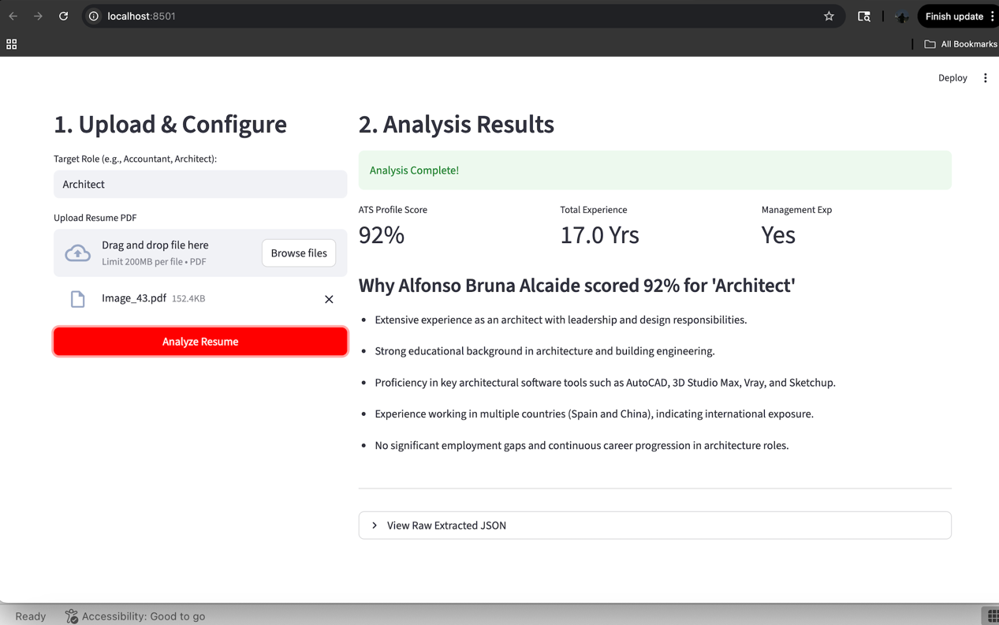 localhost:8501
Finish update
All Bookmarks
Deploy
1. Upload & Configure
Target Role (e.g., Accountant, Architect):
Architect
Upload Resume PDF
Drag and drop file here
Limit 200MB per file • PDF
Browse files
Image_43.pdf 152.4KB
Analyze Resume
2. Analysis Results
Analysis Complete!
ATS Profile Score
92%
Total Experience
17.0 Yrs
Management Exp
Yes
Why Alfonso Bruna Alcaide scored 92% for 'Architect'
• Extensive experience as an architect with leadership and design responsibilities.
• Strong educational background in architecture and building engineering.
• Proficiency in key architectural software tools such as AutoCAD, 3D Studio Max, Vray, and Sketchup.
• Experience working in multiple countries (Spain and China), indicating international exposure.
• No significant employment gaps and continuous career progression in architecture roles.
View Raw Extracted JSON
Ready
Accessibility: Good to go